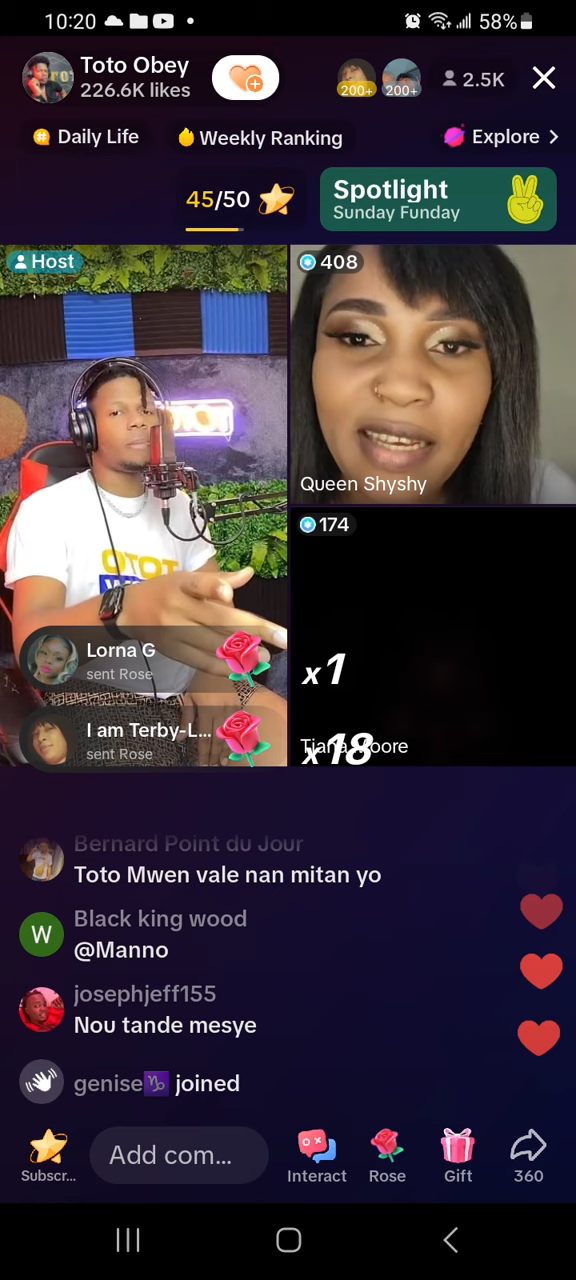 10:20
58%
Toto Obey
226.6K likes
200+
200+
2.5K
Daily Life
Weekly Ranking
Explore
45/50
Spotlight
Sunday Funday
Host
408
Queen Shyshy
174
OTOT
Lorna G
sent Rose
x1
I am Terby-L...
sent Rose
x18
Tiana Moore
Bernard Point du Jour
Toto Mwen vale nan mitan yo
W
Black king wood
@Manno
josephjeff155
Nou tande mesye
genise♑ joined
Subscr...
Add com...
Interact
Rose
Gift
360